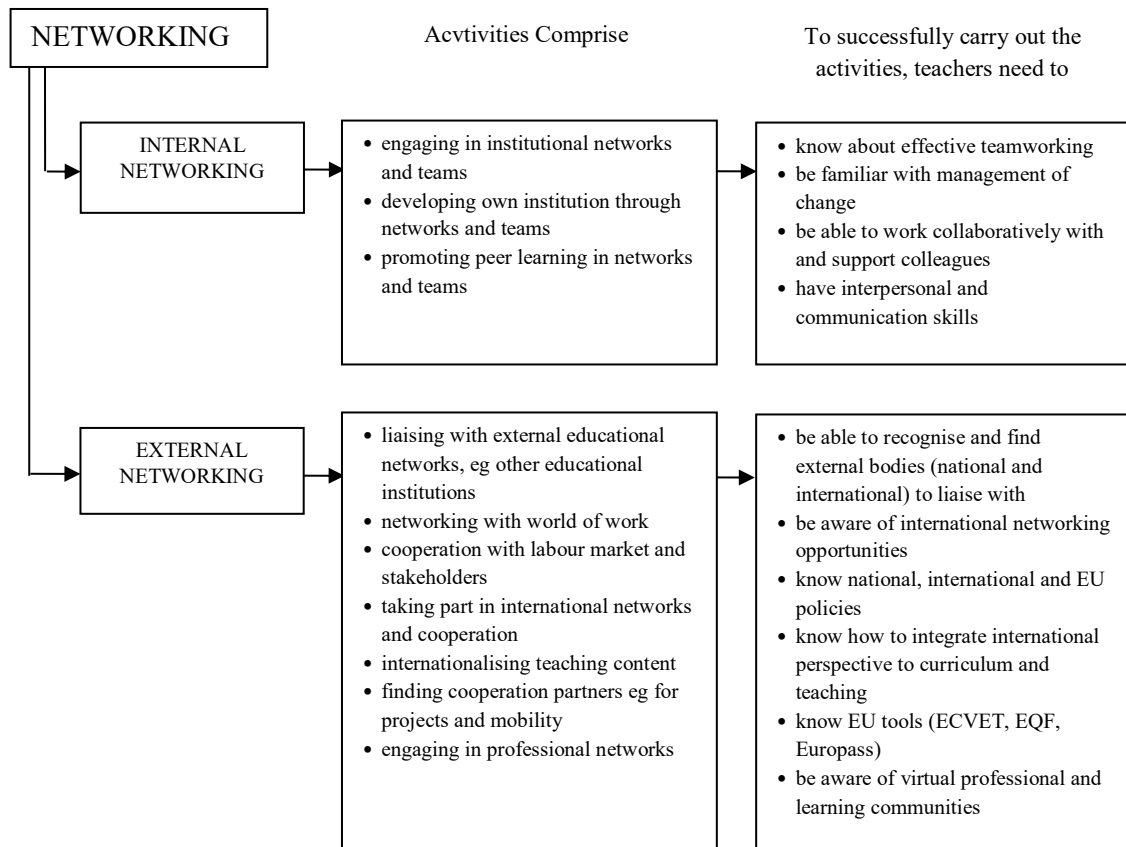 NETWORKING
Acvtivities Comprise
To successfully carry out the
activities, teachers need to
INTERNAL
NETWORKING
• engaging in institutional networks
and teams
• developing own institution through
networks and teams
• promoting peer learning in networks
and teams
• know about effective teamworking
• be familiar with management of
change
• be able to work collaboratively with
and support colleagues
• have interpersonal and
communication skills
EXTERNAL
NETWORKING
• liaising with external educational
networks, eg other educational
institutions
• networking with world of work
• cooperation with labour market and
stakeholders
• taking part in international networks
and cooperation
• internationalising teaching content
• finding cooperation partners eg for
projects and mobility
• engaging in professional networks
• be able to recognise and find
external bodies (national and
international) to liaise with
• be aware of international networking
opportunities
• know national, international and EU
policies
• know how to integrate international
perspective to curriculum and
teaching
• know EU tools (ECVET, EQF,
Europass)
• be aware of virtual professional and
learning communities